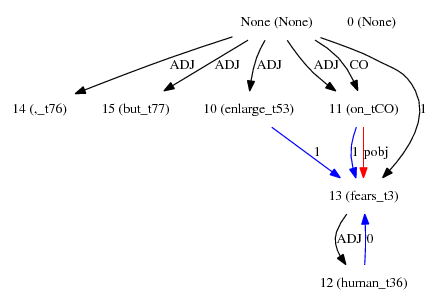 None (None) 0 (None)
ADJ ADJ ADJ ADJ CO
14 (,_t76) 15 (but_t77) 10 (enlarge_t53) 11 (on_tCO) 1
1 1 pobj
13 (fears_t3)
ADJ 0
12 (human_t36)